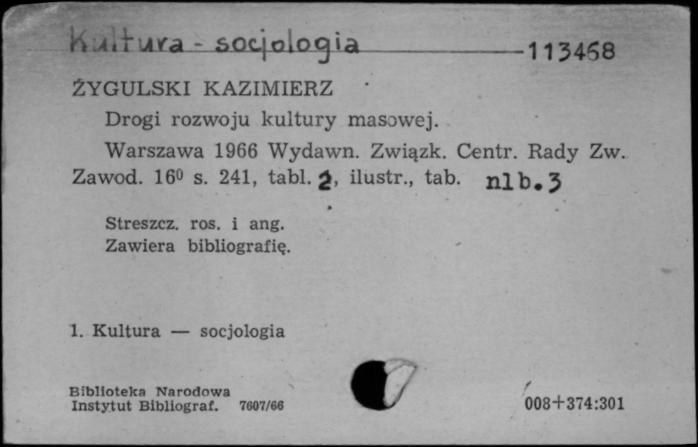 Kultura - socjologia 113468
ŻYGULSKI KAZIMIERZ
Drogi rozwoju kultury masowej.
Warszawa 1966 Wydawn. Związk. Centr. Rady Zw.
Zawod. 16⁰ s. 241, tabl. 2, ilustr., tab. nlb. 3
Streszcz. ros. i ang.
Zawiera bibliografię.
1. Kultura — socjologia
Biblioteka Narodowa
Instytut Bibliograf. 7607/66
008+374:301